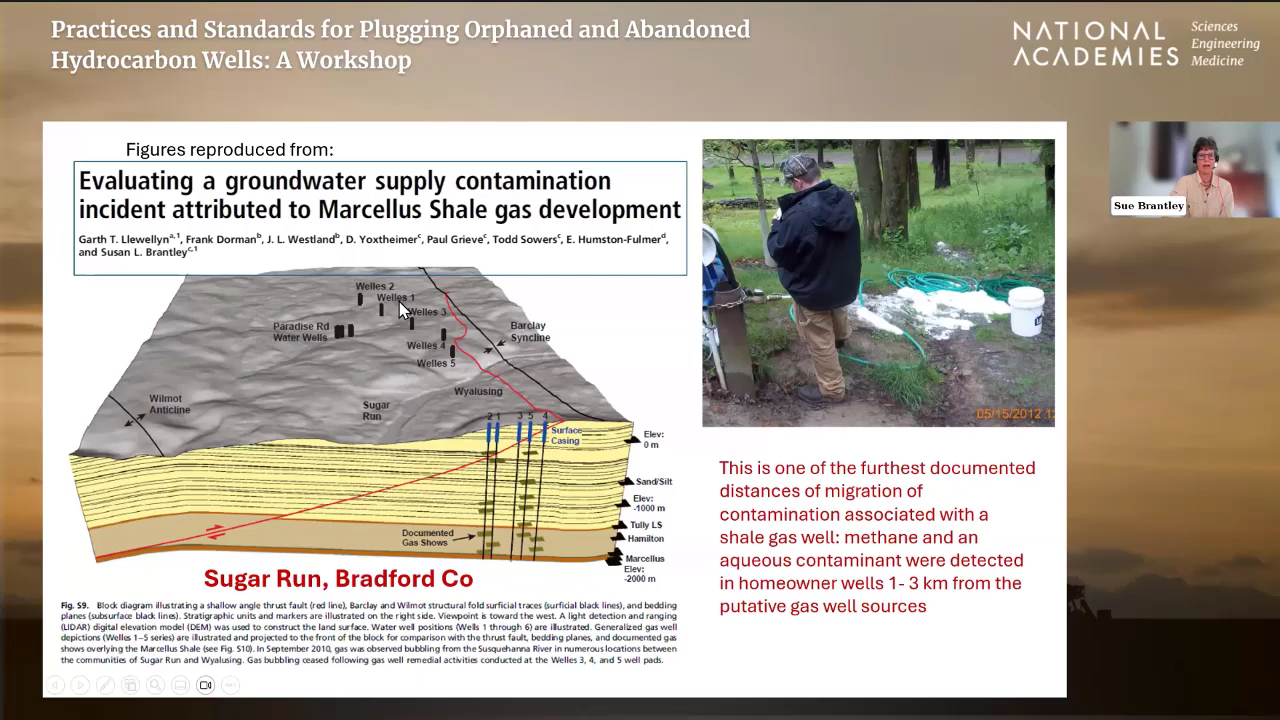 Practices and Standards for Plugging Orphaned and Abandoned
Hydrocarbon Wells: A Workshop
NATIONAL
ACADEMIES
Sciences
Engineering
Medicine
Figures reproduced from:
Evaluating a groundwater supply contamination
incident attributed to Marcellus Shale gas development
Garth T. Llewellyn^a,1, Frank Dorman^b, J. L. Westland^b, D. Yoxtheimer^c, Paul Grieve^c, Todd Sowers^c, E. Humston-Fulmer^d,
and Susan L. Brantley^c,1
Welles 2
Welles 1
Welles 3
Paradise Rd
Water Wells
Welles 4
Welles 5
Barclay
Syncline
Wyalusing
Wilmot
Anticline
Sugar
Run
2 1 3 5 4
Surface
Casing
Elev:
0 m
Sand/Silt
Elev:
-1000 m
Tully LS
Hamilton
Marcellus
Elev:
-2000 m
Documented
Gas Shows
Sugar Run, Bradford Co
Fig. S9. Block diagram illustrating a shallow angle thrust fault (red line), Barclay and Wilmot structural fold surficial traces (surficial black lines), and bedding
planes (subsurface black lines). Stratigraphic units and markers are illustrated on the right side. Viewpoint is toward the west. A light detection and ranging
(LIDAR) digital elevation model (DEM) was used to construct the land surface. Water well positions (Wells 1 through 6) are illustrated. Generalized gas well
depictions (Welles 1–5 series) are illustrated and projected to the front of the block for comparison with the thrust fault, bedding planes, and documented gas
shows overlying the Marcellus Shale (see Fig. S10). In September 2010, gas was observed bubbling from the Susquehanna River in numerous locations between
the communities of Sugar Run and Wyalusing. Gas bubbling ceased following gas well remedial activities conducted at the Welles 3, 4, and 5 well pads.
05/15/2012 1
This is one of the furthest documented
distances of migration of
contamination associated with a
shale gas well: methane and an
aqueous contaminant were detected
in homeowner wells 1- 3 km from the
putative gas well sources
Sue Brantley